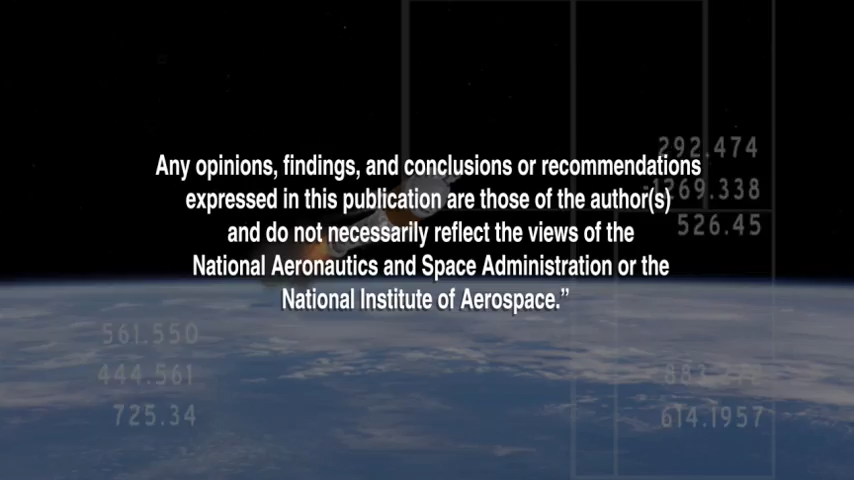 292.474
Any opinions, findings, and conclusions or recommendations
269.338
expressed in this publication are those of the author(s)
526.45
and do not necessarily reflect the views of the
National Aeronautics and Space Administration or the
National Institute of Aerospace.”
561.550
444.561
725.34
614.1957